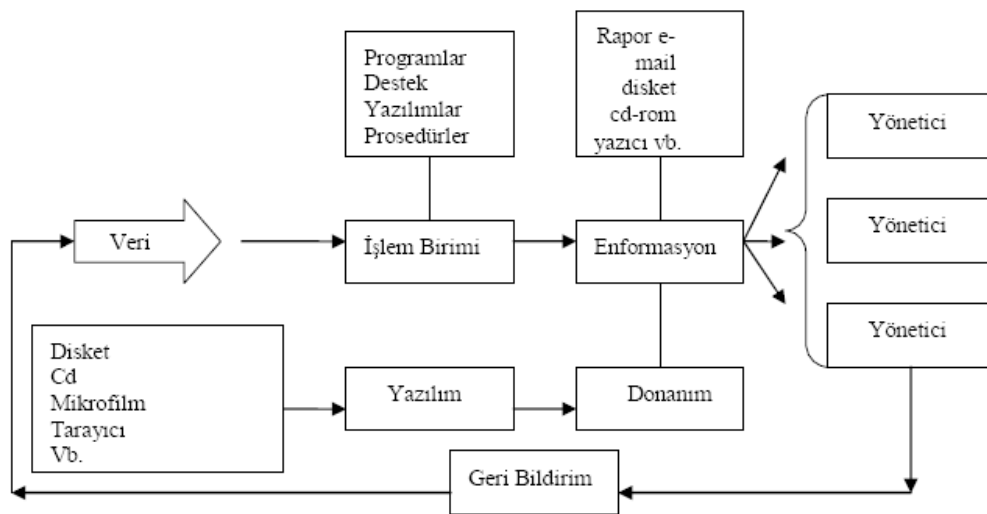 Programlar
Destek
Yazılımlar
Prosedürler
Rapor e-
mail
disket
cd-rom
yazıcı vb.
Yönetici
Veri
İşlem Birimi
Enformasyon
Yönetici
Yönetici
Disket
Cd
Mikrofilm
Tarayıcı
Vb.
Yazılım
Donanım
Geri Bildirim